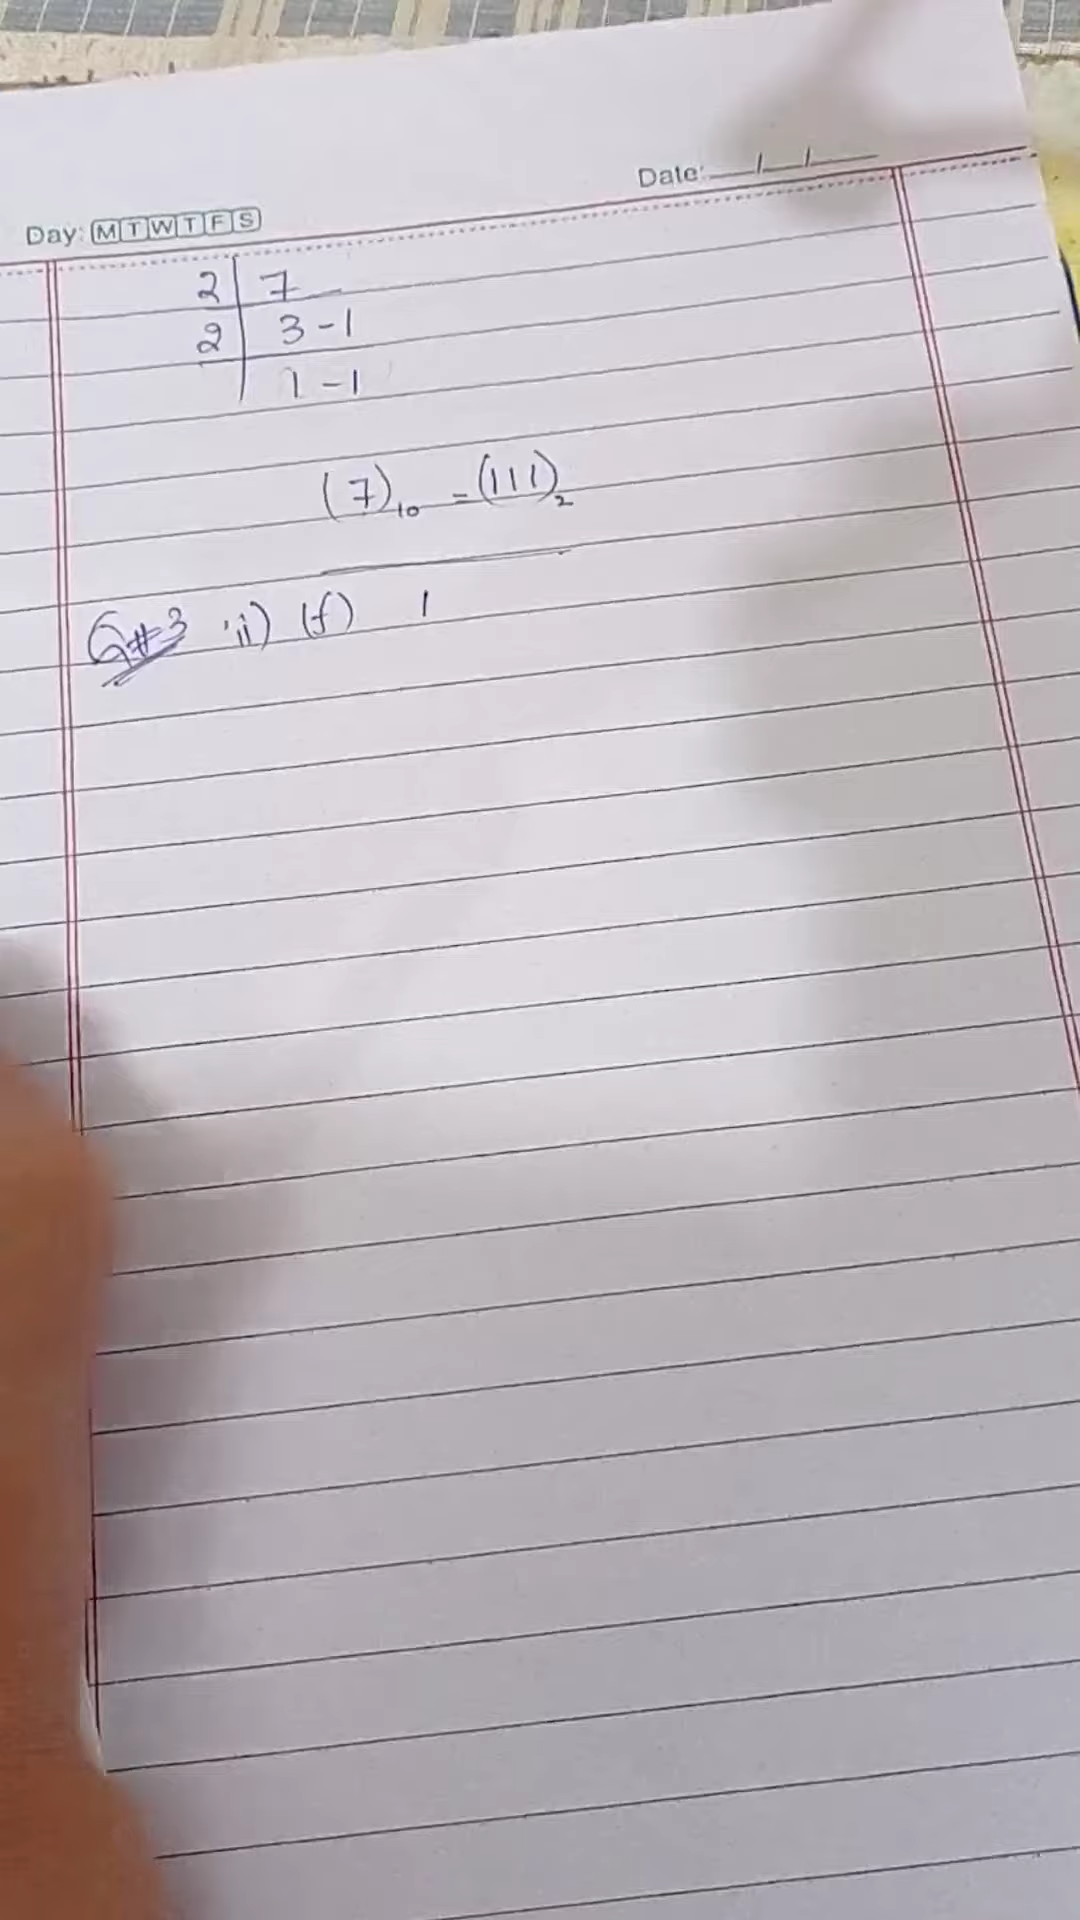 Date: / /
Day: M T W T F S
2 | 7
2 | 3 - 1
1 - 1
(7)₁₀ = (111)₂
Q#3 ii) (f) 1